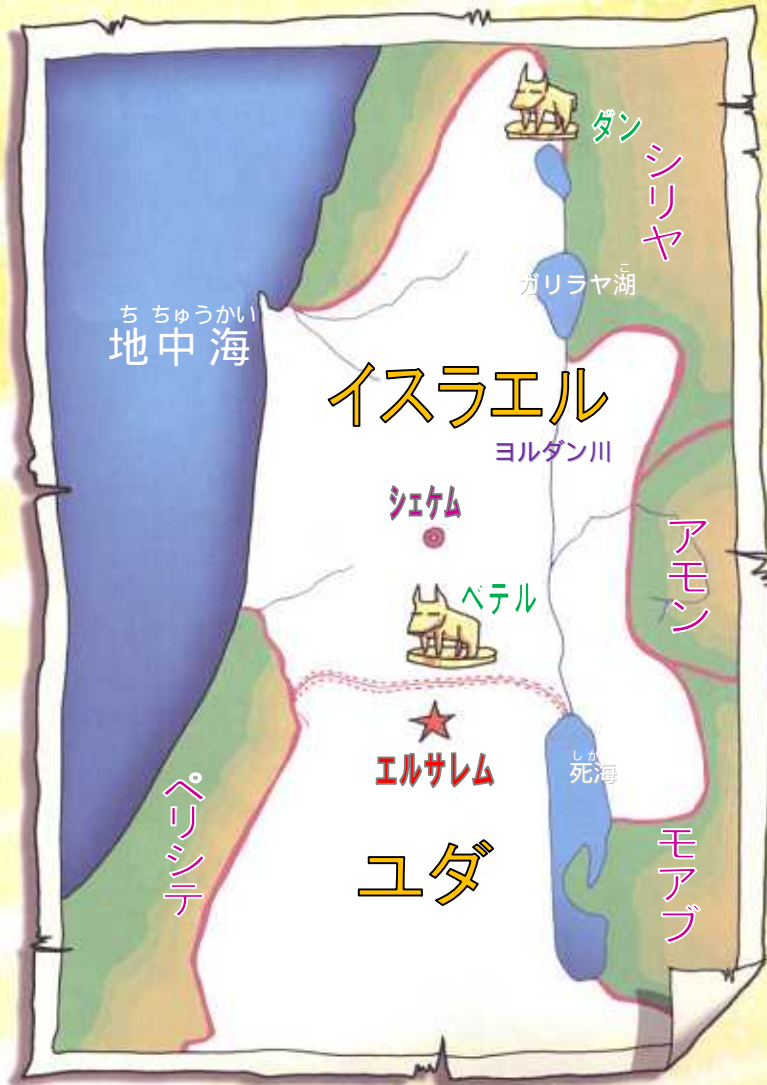 ダン
シリヤ
こ
ガリラヤ湖
ち ちゅうかい
地中海
イスラエル
ヨルダン川
シェケム
アモン
ベテル
エルサレム
しかい
死海
ペリシテ
ユダ
モアブ